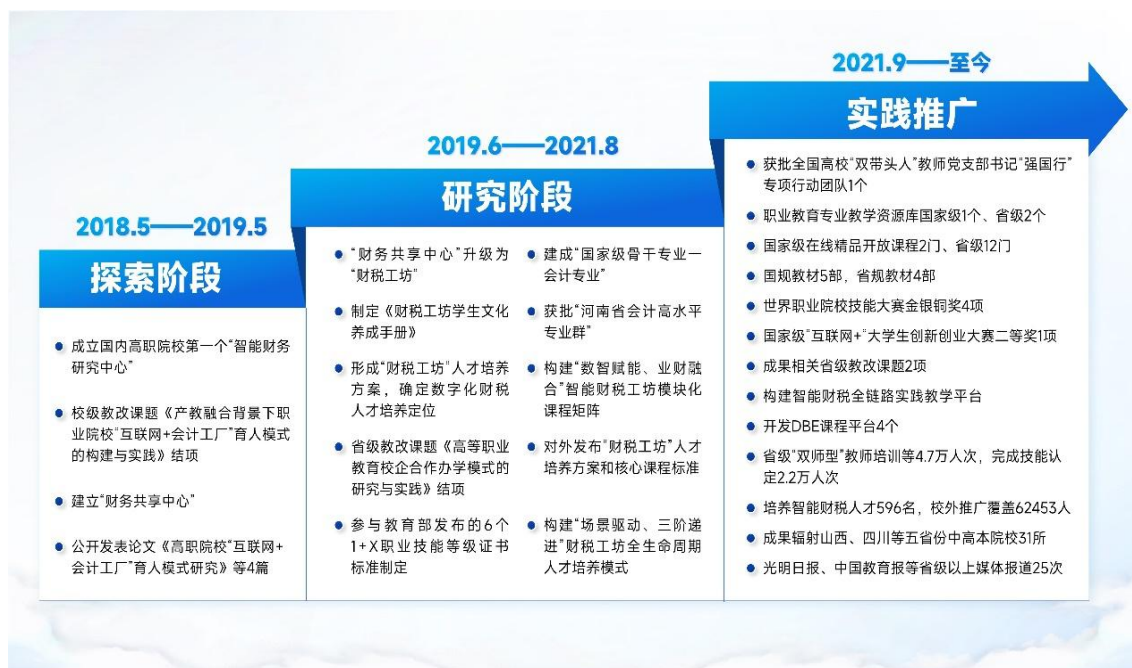 2018.5——2019.5
探索阶段
成立国内高职院校第一个“智能财务
研究中心”
校级教改课题《产教融合背景下职
业院校“互联网+会计工厂”育人模式
的构建与实践》结项
建立“财务共享中心”
公开发表论文《高职院校“互联网+
会计工厂”育人模式研究》等4篇
2019.6——2021.8
研究阶段
“财务共享中心”升级为
“财税工坊”
制定《财税工坊学生文化
养成手册》
形成“财税工坊”人才培养
方案，确定数字化财税
人才培养定位
省级教改课题《高等职业
教育校企合作办学模式的
研究与实践》结项
参与教育部发布的6个
1+X职业技能等级证书
标准制定
建成“国家级骨干专业—
会计专业”
获批“河南省会计高水平
专业群”
构建“数智赋能、业财融
合”智能财税工坊模块化
课程矩阵
对外发布“财税工坊”人才
培养方案和核心课程标准
构建“场景驱动、三阶递
进”财税工坊全生命周期
人才培养模式
2021.9——至今
实践推广
获批全国高校“双带头人”教师党支部书记“强国行”
专项行动团队1个
职业教育专业教学资源库国家级1个、省级2个
国家级在线精品开放课程2门、省级12门
国规教材5部，省规教材4部
世界职业院校技能大赛金银铜奖4项
国家级“互联网+”大学生创新创业大赛二等奖1项
成果相关省级教改课题2项
构建智能财税全链路实践教学平台
开发DBE课程平台4个
省级“双师型”教师培训等4.7万人次，完成技能认
定2.2万人次
培养智能财税人才596名，校外推广覆盖62453人
成果辐射山西、四川等五省份中高本院校31所
光明日报、中国教育报等省级以上媒体报道25次